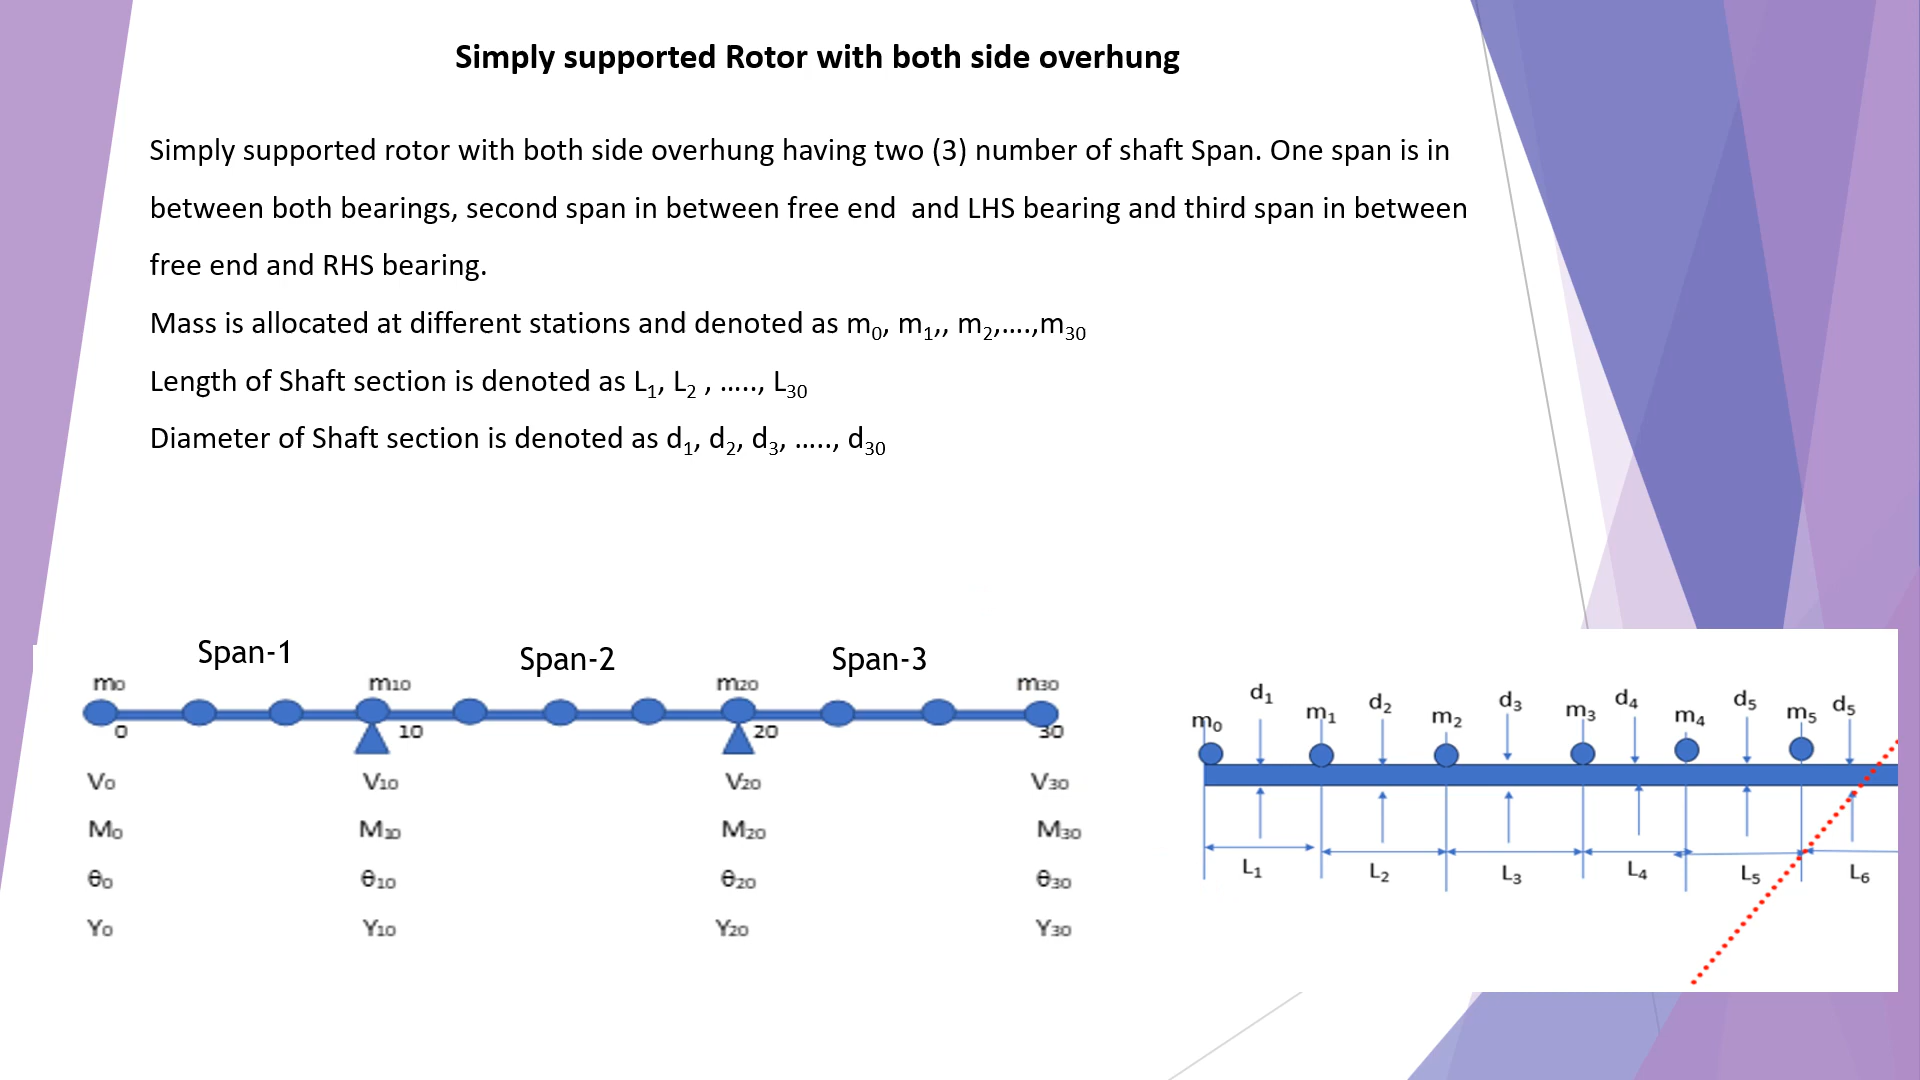 Simply supported Rotor with both side overhung
Simply supported rotor with both side overhung having two (3) number of shaft Span. One span is in
between both bearings, second span in between free end and LHS bearing and third span in between
free end and RHS bearing.
Mass is allocated at different stations and denoted as m0, m1,, m2,….,m30
Length of Shaft section is denoted as L1, L2 , ….., L30
Diameter of Shaft section is denoted as d1, d2, d3, ….., d30
Span-1 Span-2 Span-3
m0 m10 m20 m30
0 10 20 30
V0 V10 V20 V30
M0 M10 M20 M30
θ0 θ10 θ20 θ30
Y0 Y10 Y20 Y30
d1 d2 d3 d4 d5 d5
m0 m1 m2 m3 m4 m5
L1 L2 L3 L4 L5 L6